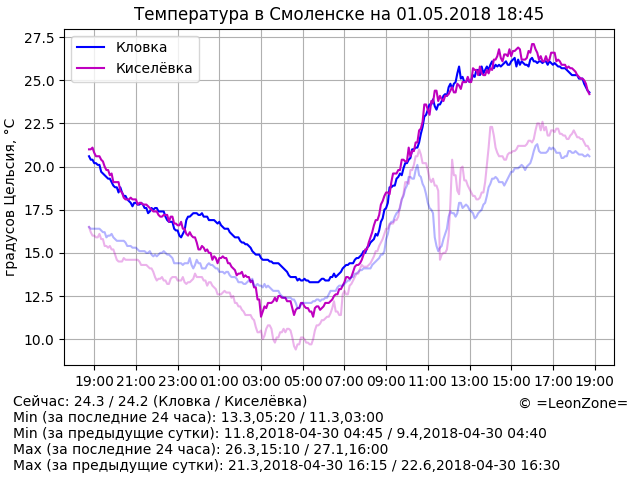 Температура в Смоленске на 01.05.2018 18:45
Кловка
Киселёвка
градусов Цельсия, °C
27.5
25.0
22.5
20.0
17.5
15.0
12.5
10.0
19:00 21:00 23:00 01:00 03:00 05:00 07:00 09:00 11:00 13:00 15:00 17:00 19:00
Сейчас: 24.3 / 24.2 (Кловка / Киселёвка)
© =LeonZone=
Min (за последние 24 часа): 13.3,05:20 / 11.3,03:00
Min (за предыдущие сутки): 11.8,2018-04-30 04:45 / 9.4,2018-04-30 04:40
Max (за последние 24 часа): 26.3,15:10 / 27.1,16:00
Max (за предыдущие сутки): 21.3,2018-04-30 16:15 / 22.6,2018-04-30 16:30